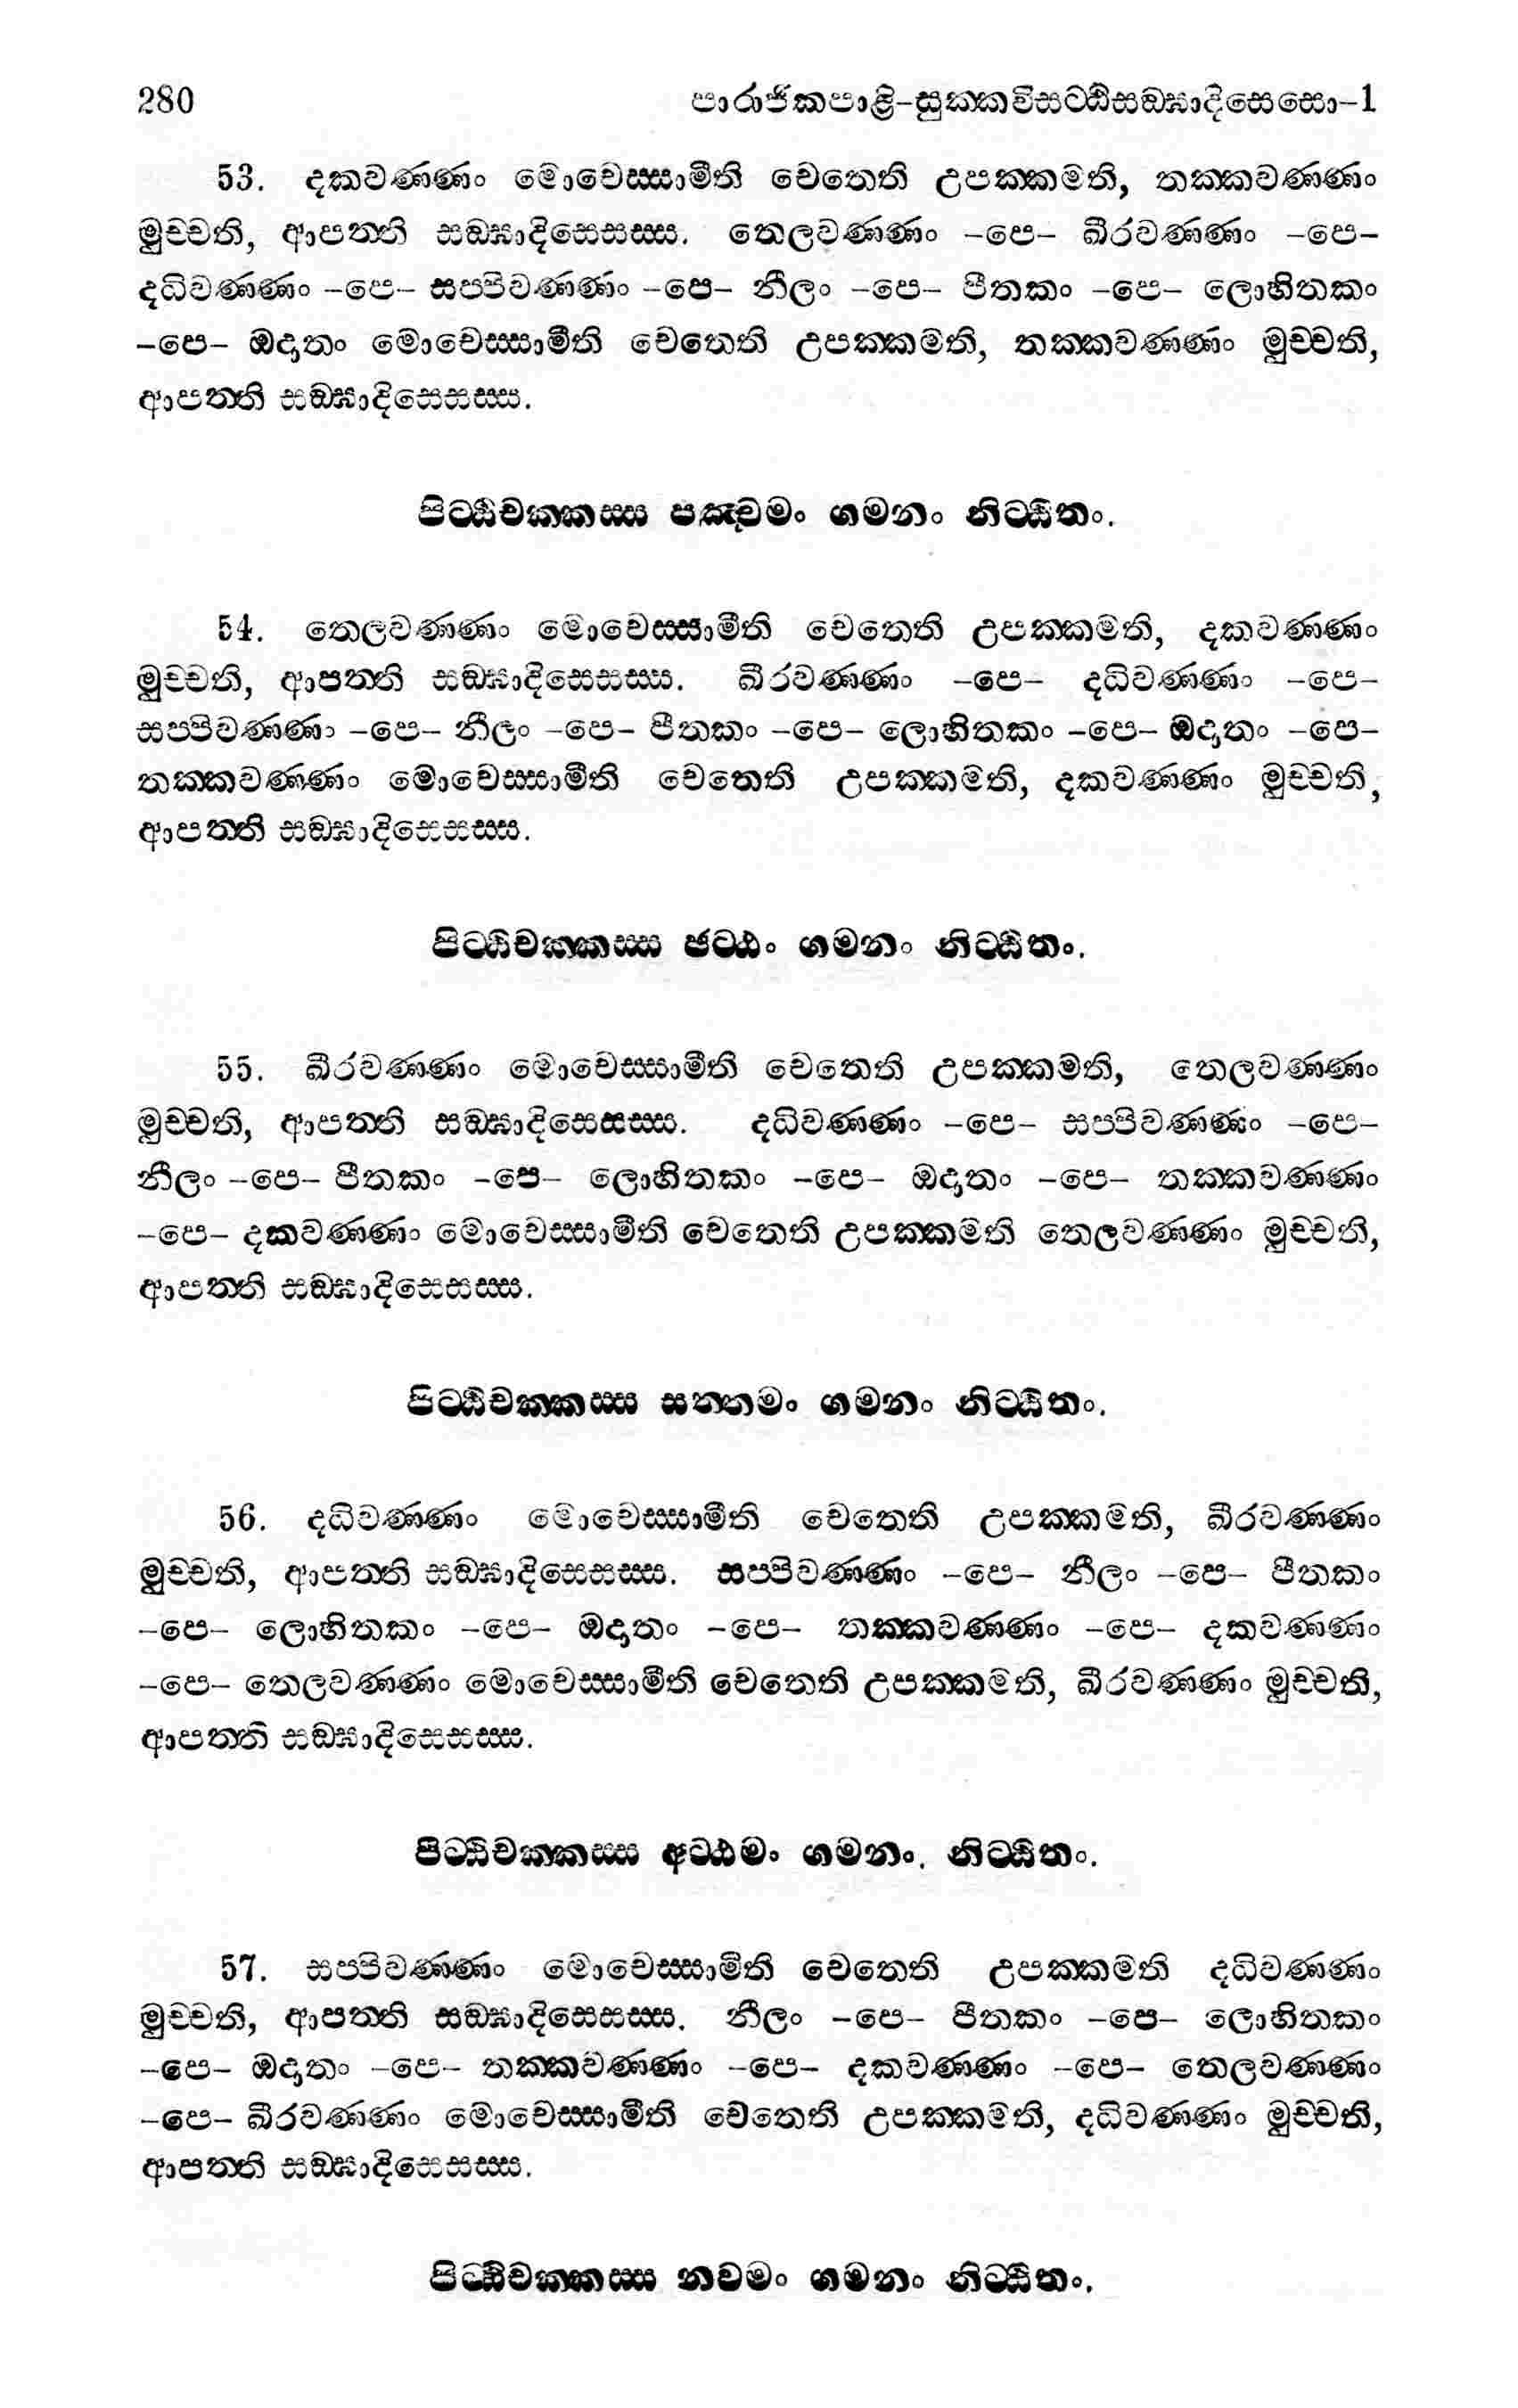 280 පාරාජිකපාළි-සුක්කවිසට්ඨිසඞ්ඝාදිසෙසො-1
53. දකවණ්ණං මොචෙස්සාමීති චෙතෙති උපක්කමති, තක්කවණ්ණං
මුච්චති, ආපත්ති සඞ්ඝාදිසෙසස්ස. තෙලවණ්ණං -පෙ- ඛීරවණ්ණං -පෙ-
දධිවණ්ණං -පෙ- සප්පිවණ්ණං -පෙ- නීලං -පෙ- පීතකං -පෙ- ලොහිතකං
-පෙ- ඔදාතං මොචෙස්සාමීති චෙතෙති උපක්කමති, තක්කවණ්ණං මුච්චති,
ආපත්ති සඞ්ඝාදිසෙසස්ස.
පිට්ඨිචක්කස්ස පඤ්චමං ගමනං නිට්ඨිතං.
54. තෙලවණ්ණං මොචෙස්සාමීති චෙතෙති උපක්කමති, දකවණ්ණං
මුච්චති, ආපත්ති සඞ්ඝාදිසෙසස්ස. ඛීරවණ්ණං -පෙ- දධිවණ්ණං -පෙ-
සප්පිවණ්ණං -පෙ- නීලං -පෙ- පීතකං -පෙ- ලොහිතකං -පෙ- ඔදාතං -පෙ-
තක්කවණ්ණං මොචෙස්සාමීති චෙතෙති උපක්කමති, දකවණ්ණං මුච්චති,
ආපත්ති සඞ්ඝාදිසෙසස්ස.
පිට්ඨිචක්කස්ස ඡට්ඨං ගමනං නිට්ඨිතං.
55. ඛීරවණ්ණං මොචෙස්සාමීති චෙතෙති උපක්කමති, තෙලවණ්ණං
මුච්චති, ආපත්ති සඞ්ඝාදිසෙසස්ස. දධිවණ්ණං -පෙ- සප්පිවණ්ණං -පෙ-
නීලං -පෙ- පීතකං -පෙ- ලොහිතකං -පෙ- ඔදාතං -පෙ- තක්කවණ්ණං
-පෙ- දකවණ්ණං මොචෙස්සාමීති චෙතෙති උපක්කමති තෙලවණ්ණං මුච්චති,
ආපත්ති සඞ්ඝාදිසෙසස්ස.
පිට්ඨිචක්කස්ස සත්තමං ගමනං නිට්ඨිතං.
56. දධිවණ්ණං මොචෙස්සාමීති චෙතෙති උපක්කමති, ඛීරවණ්ණං
මුච්චති, ආපත්ති සඞ්ඝාදිසෙසස්ස. සප්පිවණ්ණං -පෙ- නීලං -පෙ- පීතකං
-පෙ- ලොහිතකං -පෙ- ඔදාතං -පෙ- තක්කවණ්ණං -පෙ- දකවණ්ණං
-පෙ- තෙලවණ්ණං මොචෙස්සාමීති චෙතෙති උපක්කමති, ඛීරවණ්ණං මුච්චති,
ආපත්ති සඞ්ඝාදිසෙසස්ස.
පිට්ඨිචක්කස්ස අට්ඨමං ගමනං. නිට්ඨිතං.
57. සප්පිවණ්ණං මොචෙස්සාමීති චෙතෙති උපක්කමති දධිවණ්ණං
මුච්චති, ආපත්ති සඞ්ඝාදිසෙසස්ස. නීලං -පෙ- පීතකං -පෙ- ලොහිතකං
-පෙ- ඔදාතං -පෙ- තක්කවණ්ණං -පෙ- දකවණ්ණං -පෙ- තෙලවණ්ණං
-පෙ- ඛීරවණ්ණං මොචෙස්සාමීති චෙතෙති උපක්කමති, දධිවණ්ණං මුච්චති,
ආපත්ති සඞ්ඝාදිසෙසස්ස.
පිට්ඨිචක්කස්ස නවමං ගමනං නිට්ඨිතං.